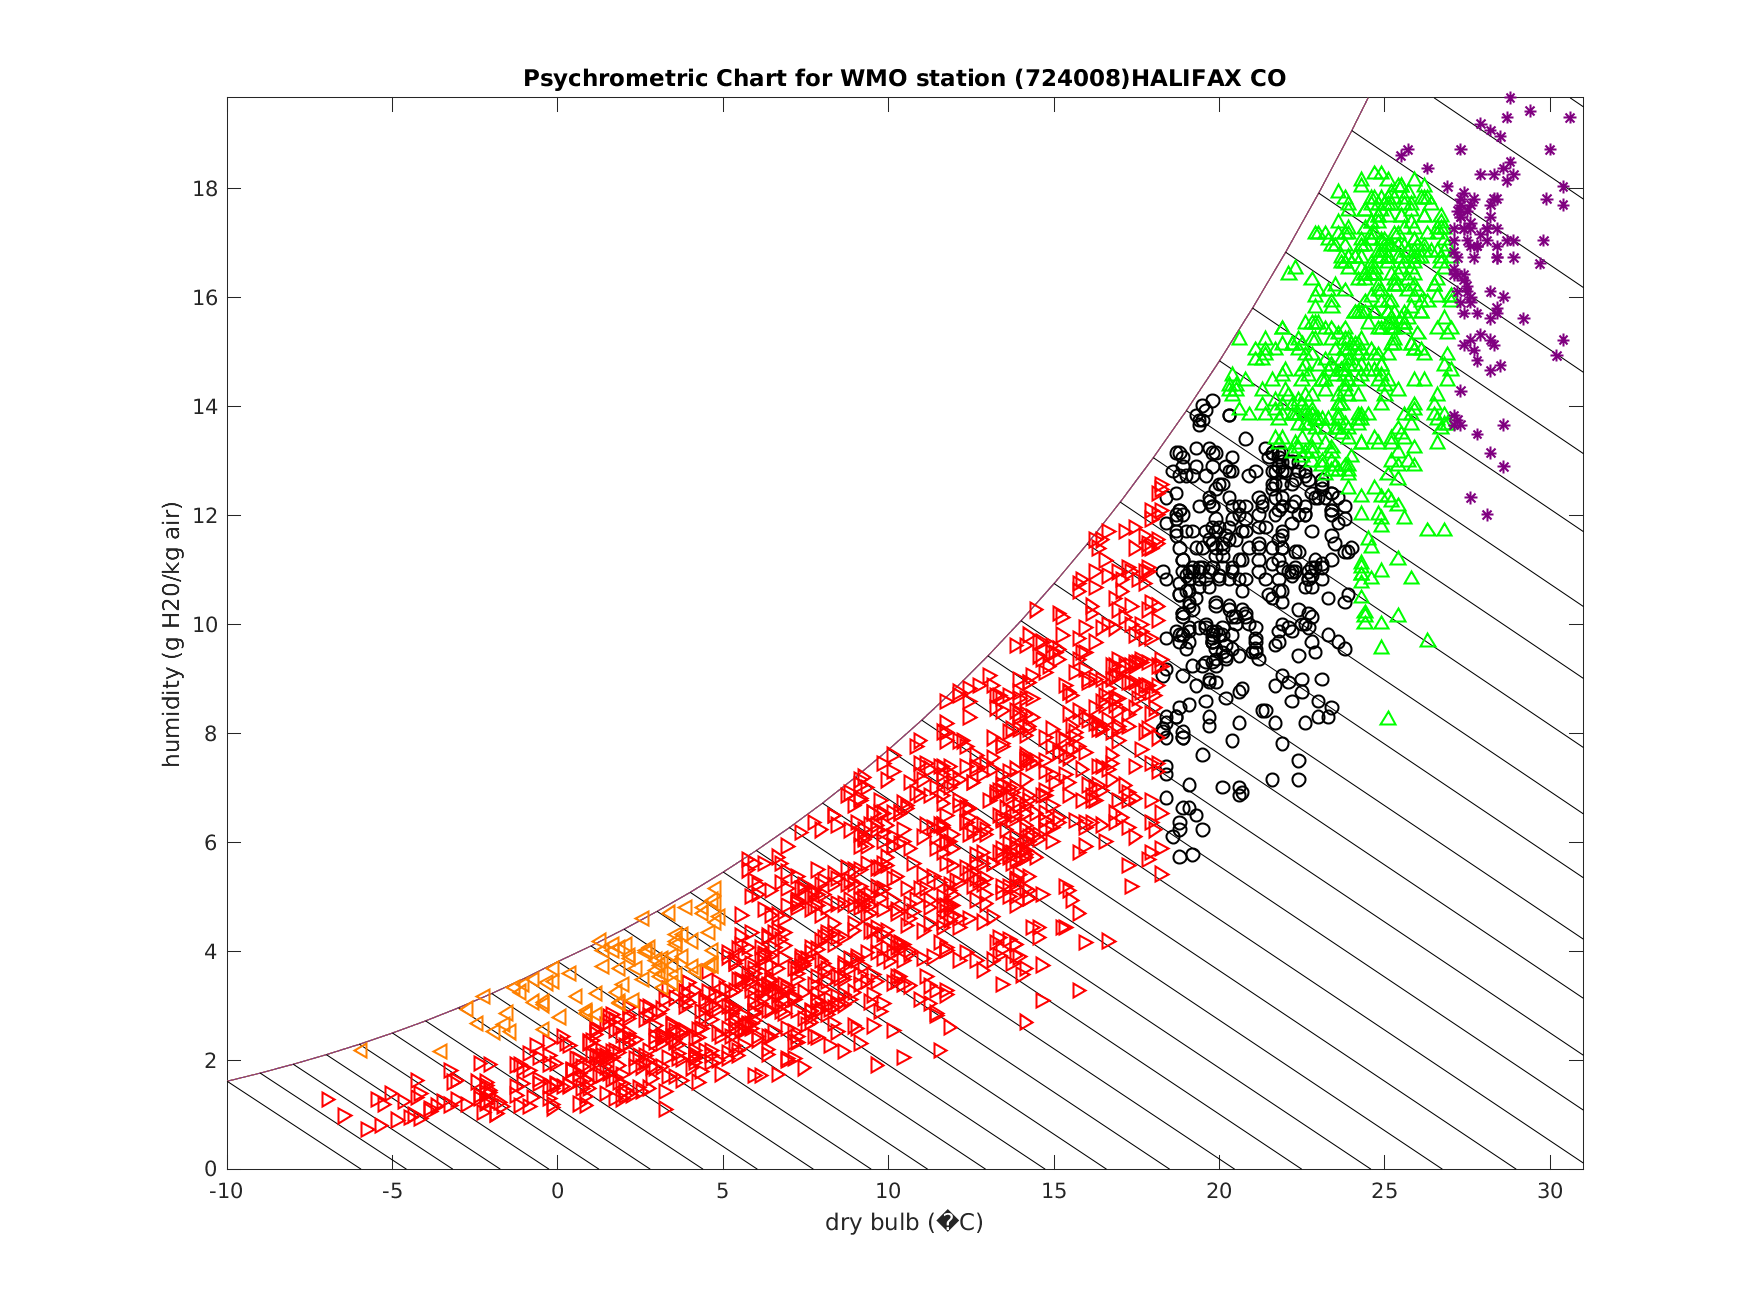 Psychrometric Chart for WMO station (724008)HALIFAX CO
humidity (g H20/kg air)
18
16
14
12
10
8
6
4
2
0
-10 -5 0 5 10 15 20 25 30
dry bulb (�C)